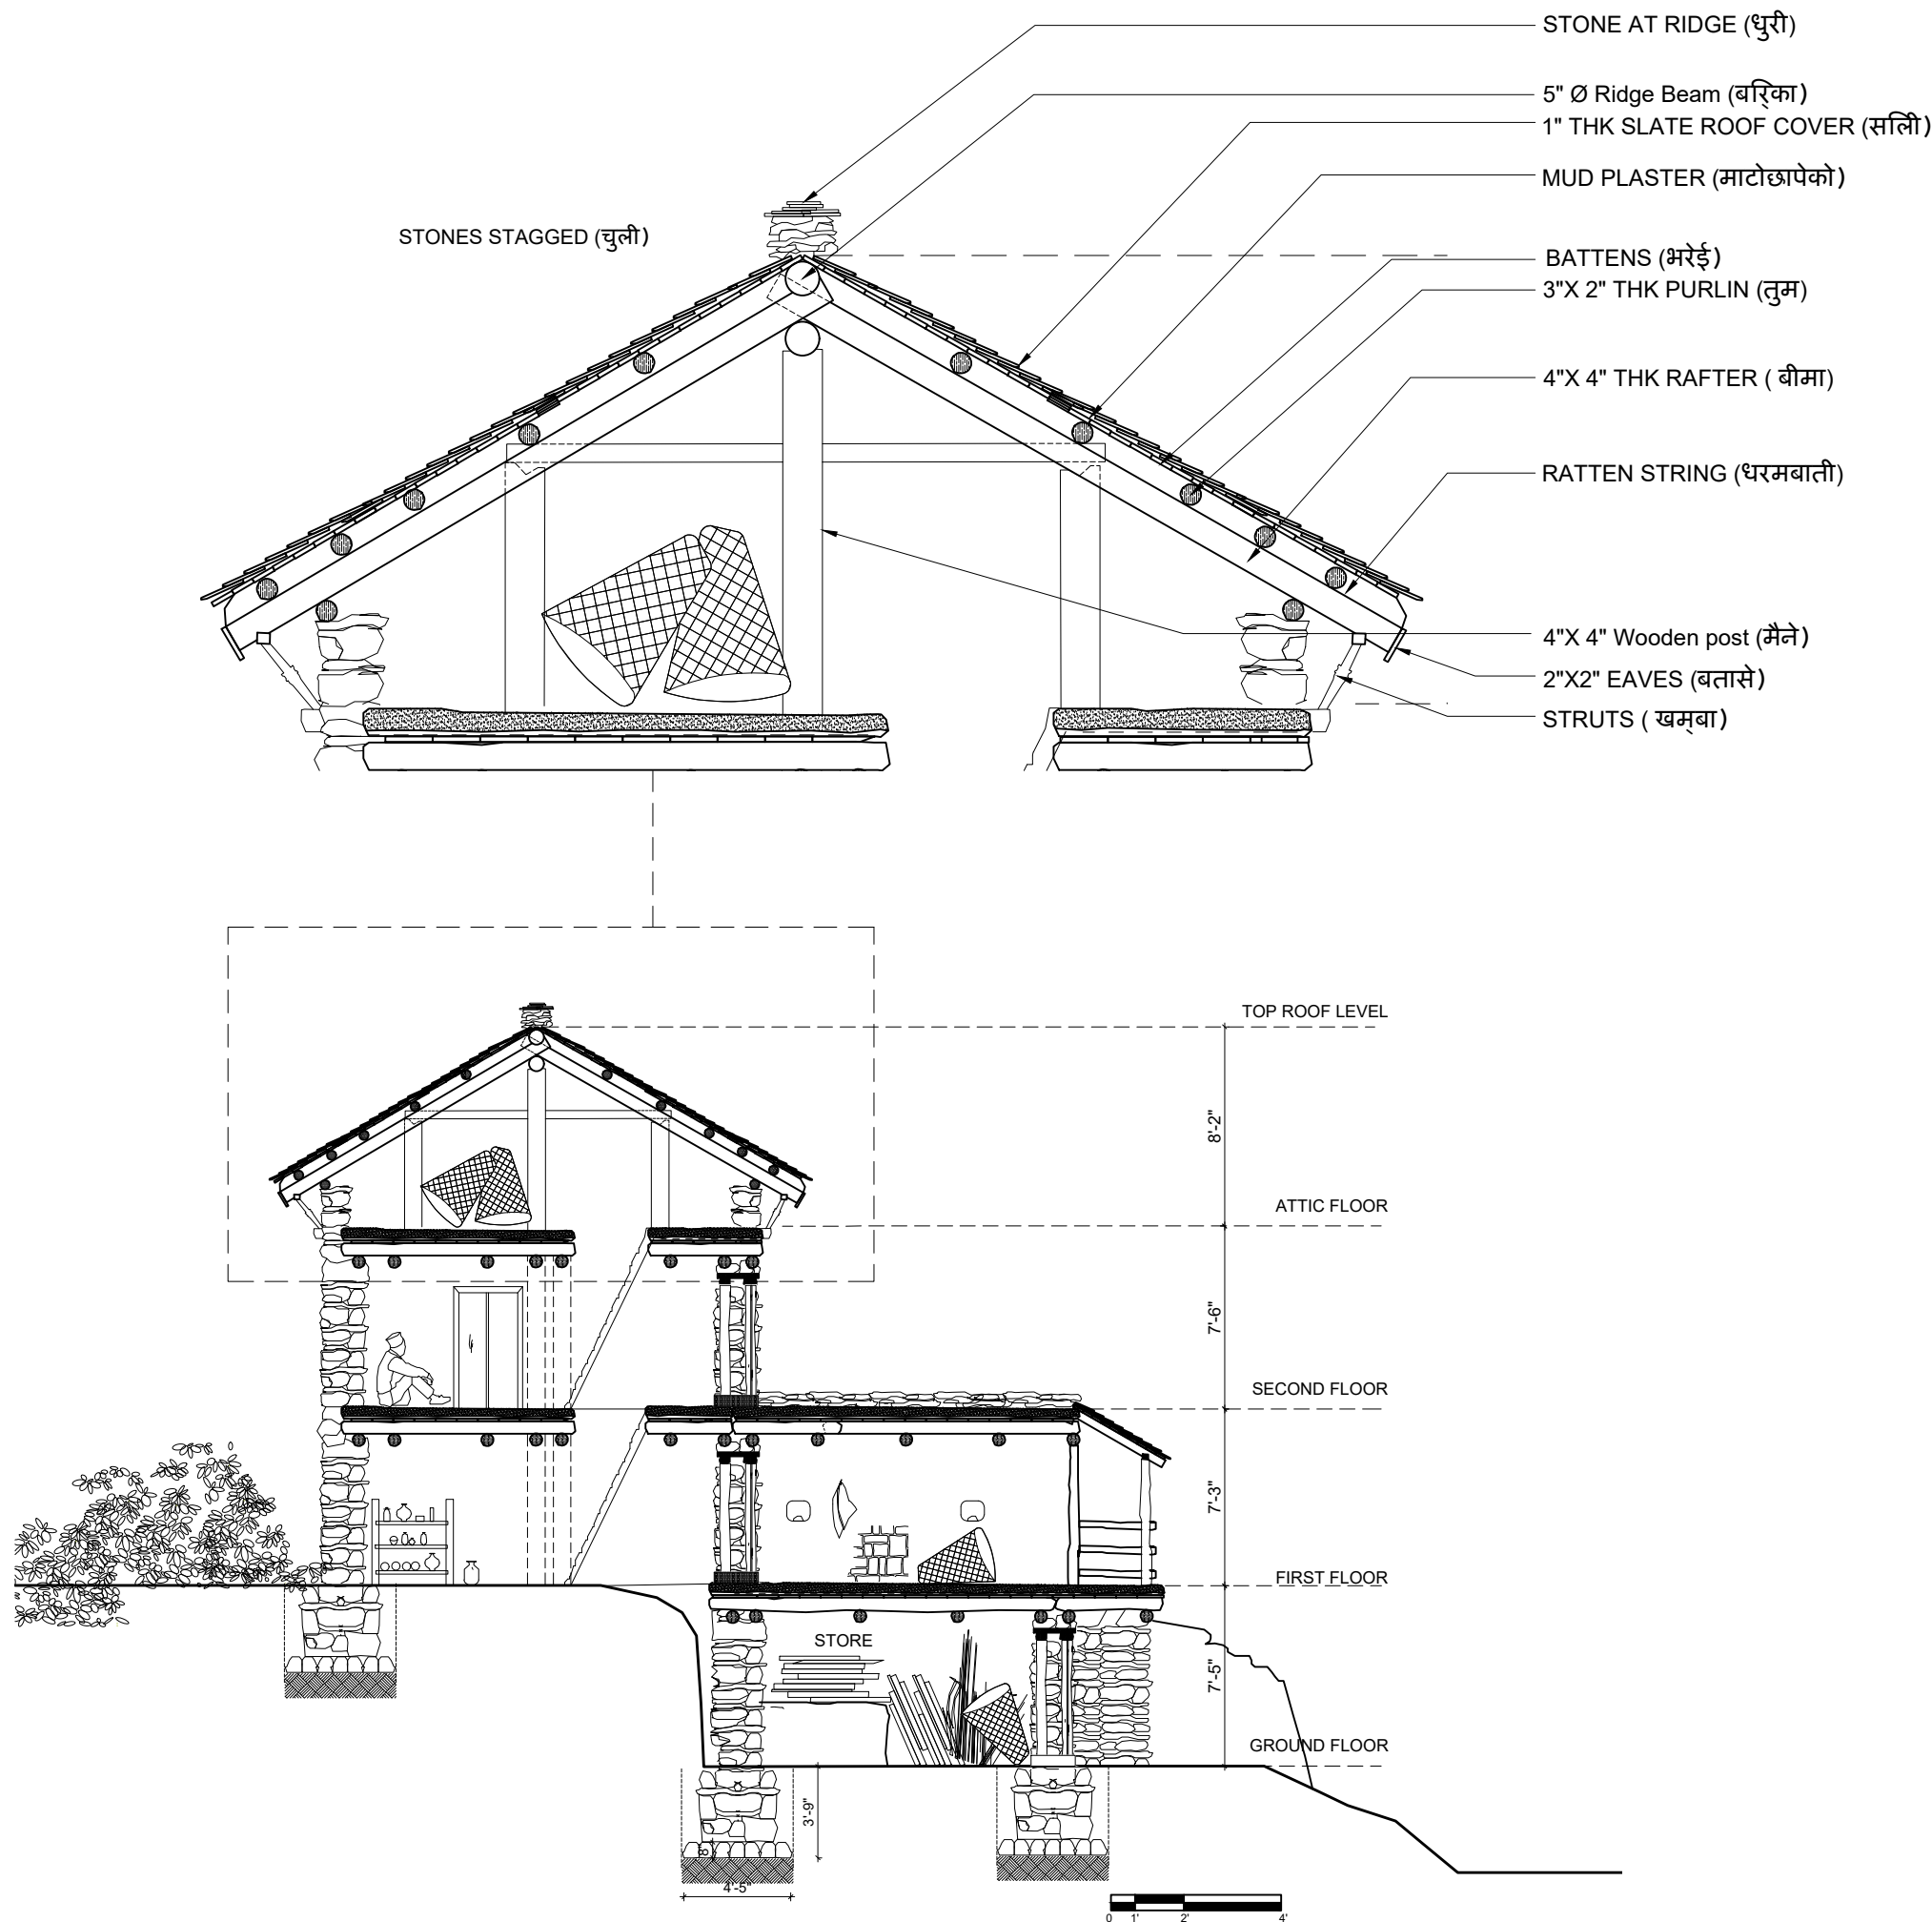 STONE AT RIDGE (धुरी)
5" Ø Ridge Beam (बर्िका)
1" THK SLATE ROOF COVER (सलिी)
MUD PLASTER (माटोछापेको)
STONES STAGGED (चुली)
BATTENS (भरेई)
3"X 2" THK PURLIN (तुम)
4"X 4" THK RAFTER ( बीमा)
RATTEN STRING (धरमबाती)
4"X 4" Wooden post (मैने)
2"X2" EAVES (बतासे)
STRUTS ( खम्बा)
TOP ROOF LEVEL
8'-2"
ATTIC FLOOR
7'-6"
SECOND FLOOR
7'-3"
FIRST FLOOR
STORE
7'-5"
GROUND FLOOR
3'-9"
8"
4'-5"
0 1' 2' 4'